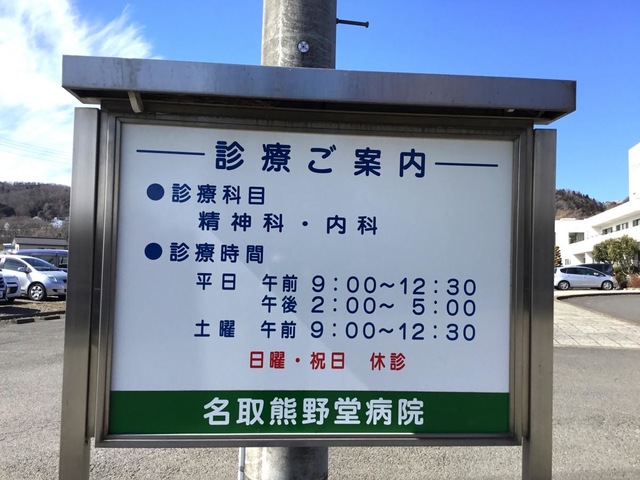 診療ご案内
●診療科目
精神科・内科
●診療時間
平日 午前 9:00～12:30
午後 2:00～ 5:00
土曜 午前 9:00～12:30
日曜・祝日 休診
名取熊野堂病院